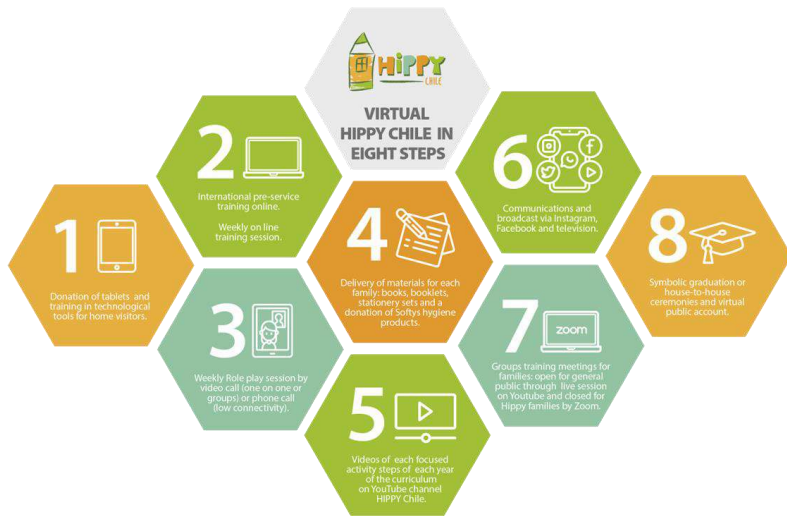 HiPPY
CHILE
VIRTUAL
HIPPY CHILE IN
EIGHT STEPS
1
Donation of tablets and
training in technological
tools for home visitors.
2
International pre-service
training online.
Weekly on line
training session.
3
Weekly Role play session by
video call (one on one or
groups) or phone call
(low connectivity).
4
Delivery of materials for each
family: books, booklets,
stationery sets and a
donation of Softys hygiene
products.
5
Videos of each focused
activity steps of each year
of the curriculum
on YouTube channel
HIPPY Chile.
6
Communications and
broadcast via instagram,
Facebook and television.
7
zoom
Groups training meetings for
families: open for general
public through live session
on Youtube and closed for
Hippy families by Zoom.
8
Symbolic graduation or
house-to-house
ceremonies and virtual
public account.